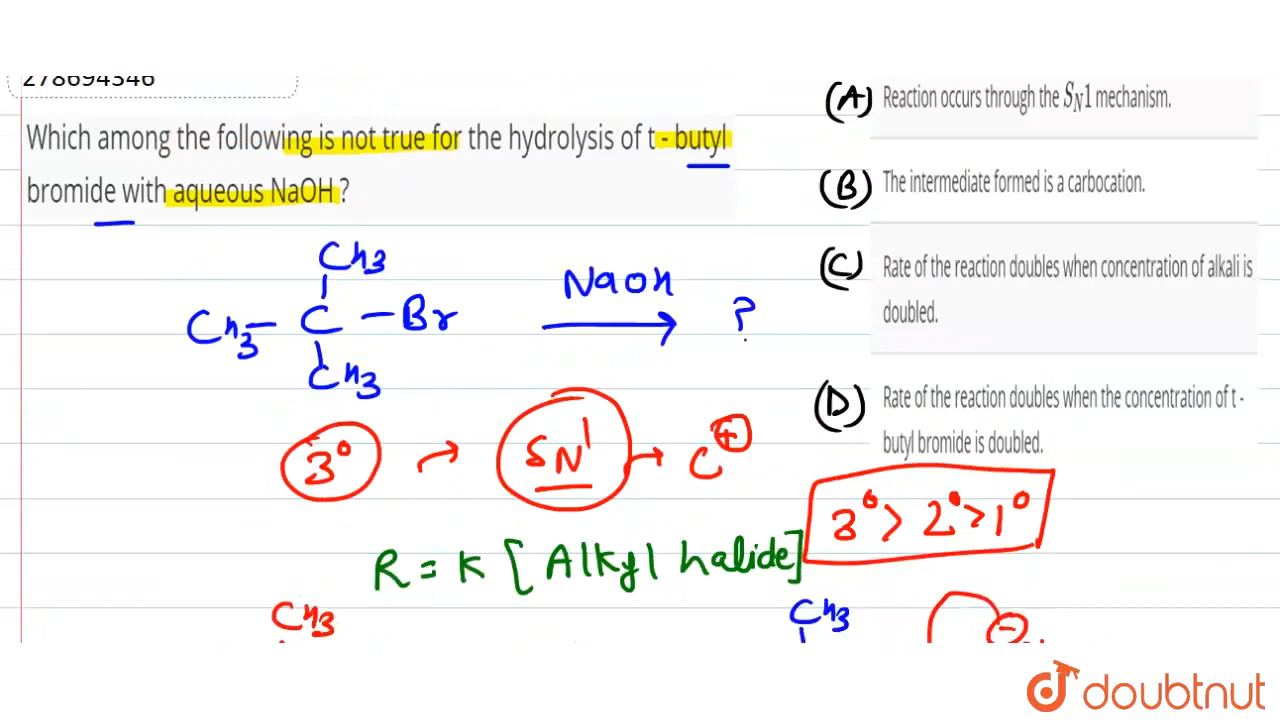 278694346
Which among the following is not true for the hydrolysis of t - butyl
bromide with aqueous NaOH ?
(A) Reaction occurs through the S_N1 mechanism.
(B) The intermediate formed is a carbocation.
(C) Rate of the reaction doubles when concentration of alkali is
doubled.
(D) Rate of the reaction doubles when the concentration of t -
butyl bromide is doubled.
CH3
CH3 - C - Br NaOH → ?
CH3
3° → SN1 → C⊕
3° > 2° > 1°
R = K [Alkyl halide]
CH3 CH3 ⊖
doubtnut